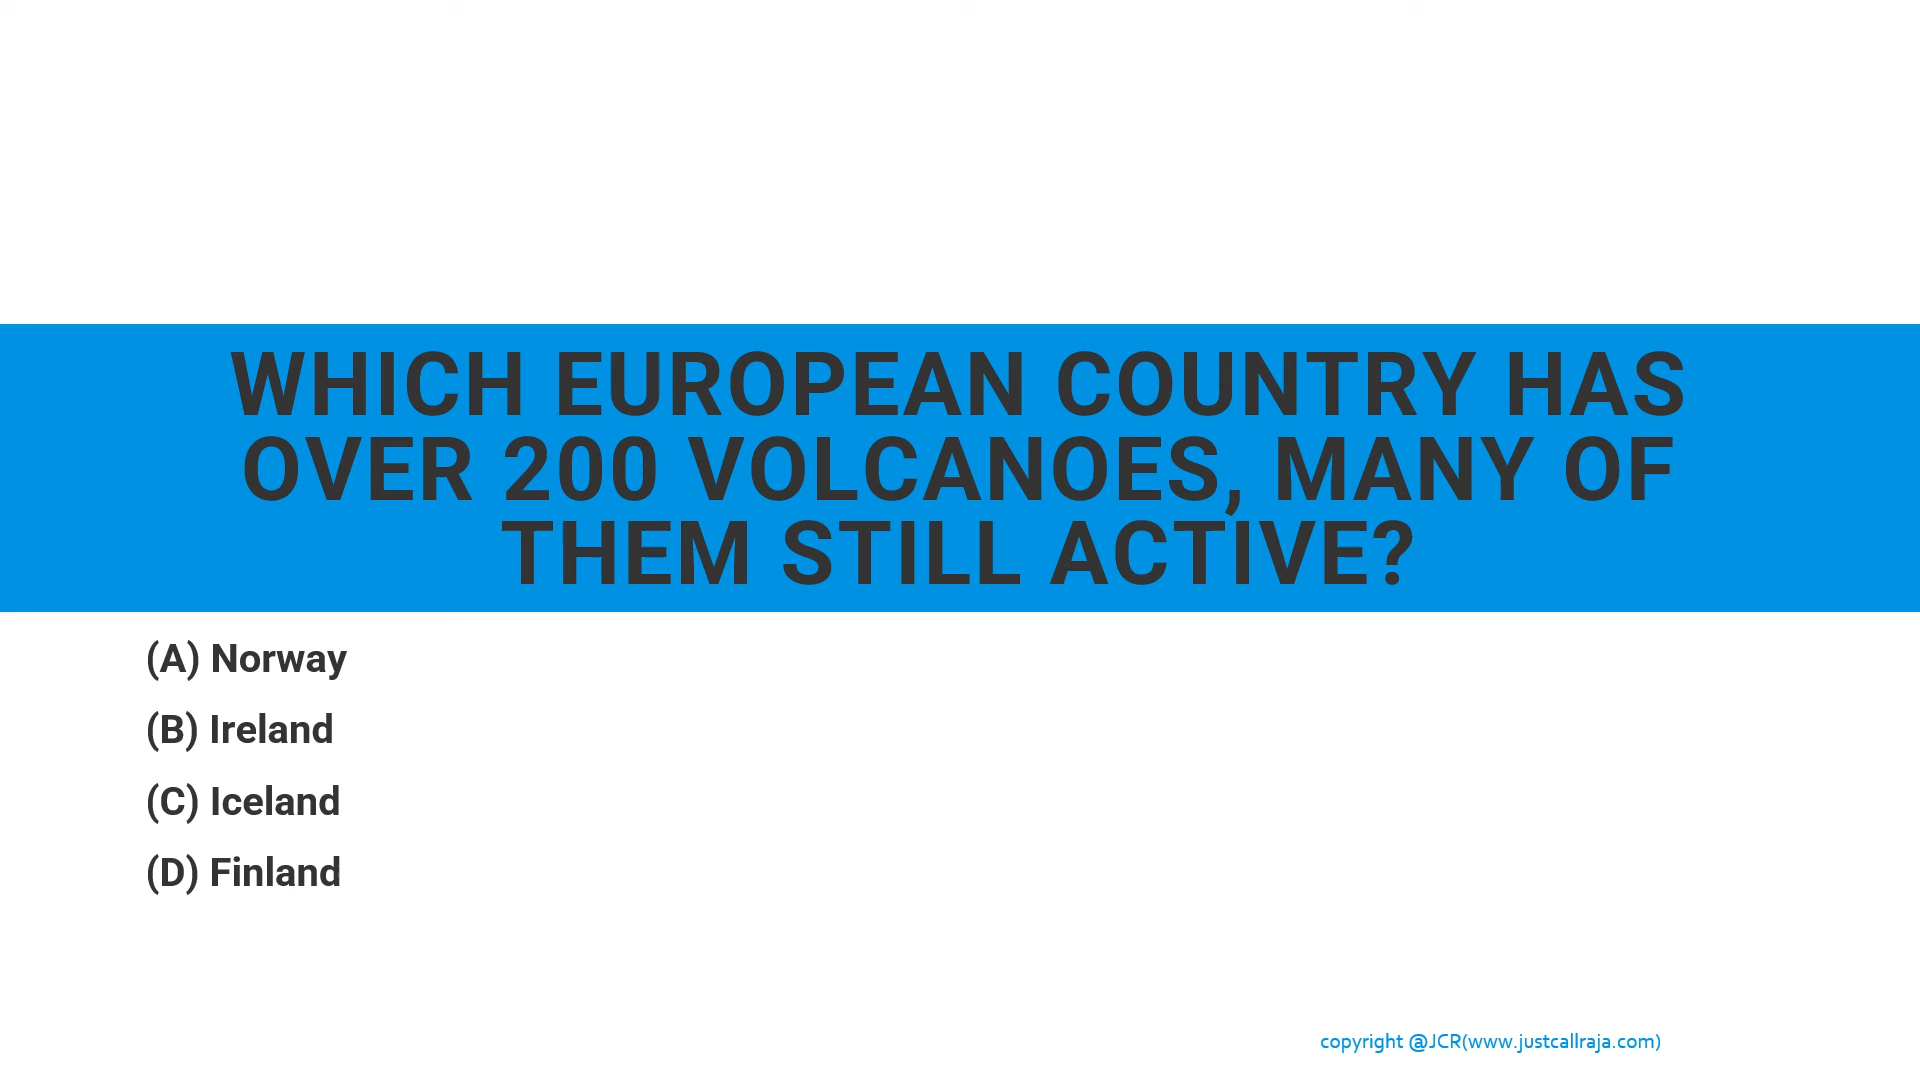 WHICH EUROPEAN COUNTRY HAS
OVER 200 VOLCANOES, MANY OF
THEM STILL ACTIVE?
(A) Norway
(B) Ireland
(C) Iceland
(D) Finland
copyright @JCR(www.justcallraja.com)